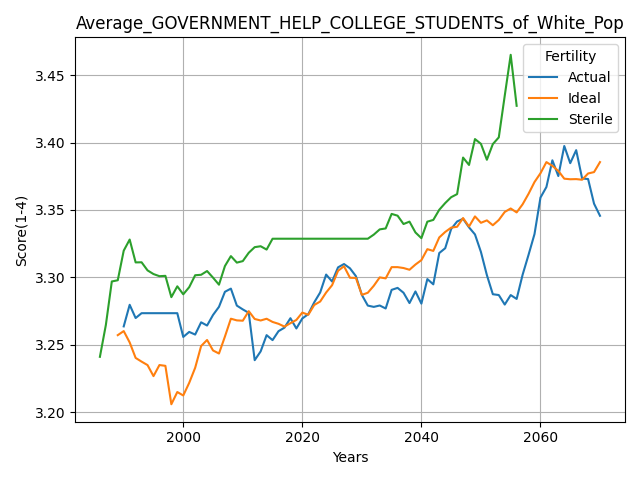 Average_GOVERNMENT_HELP_COLLEGE_STUDENTS_of_White_Pop
Fertility
Actual
Ideal
Sterile
Score(1-4)
3.45
3.40
3.35
3.30
3.25
3.20
2000 2020 2040 2060
Years